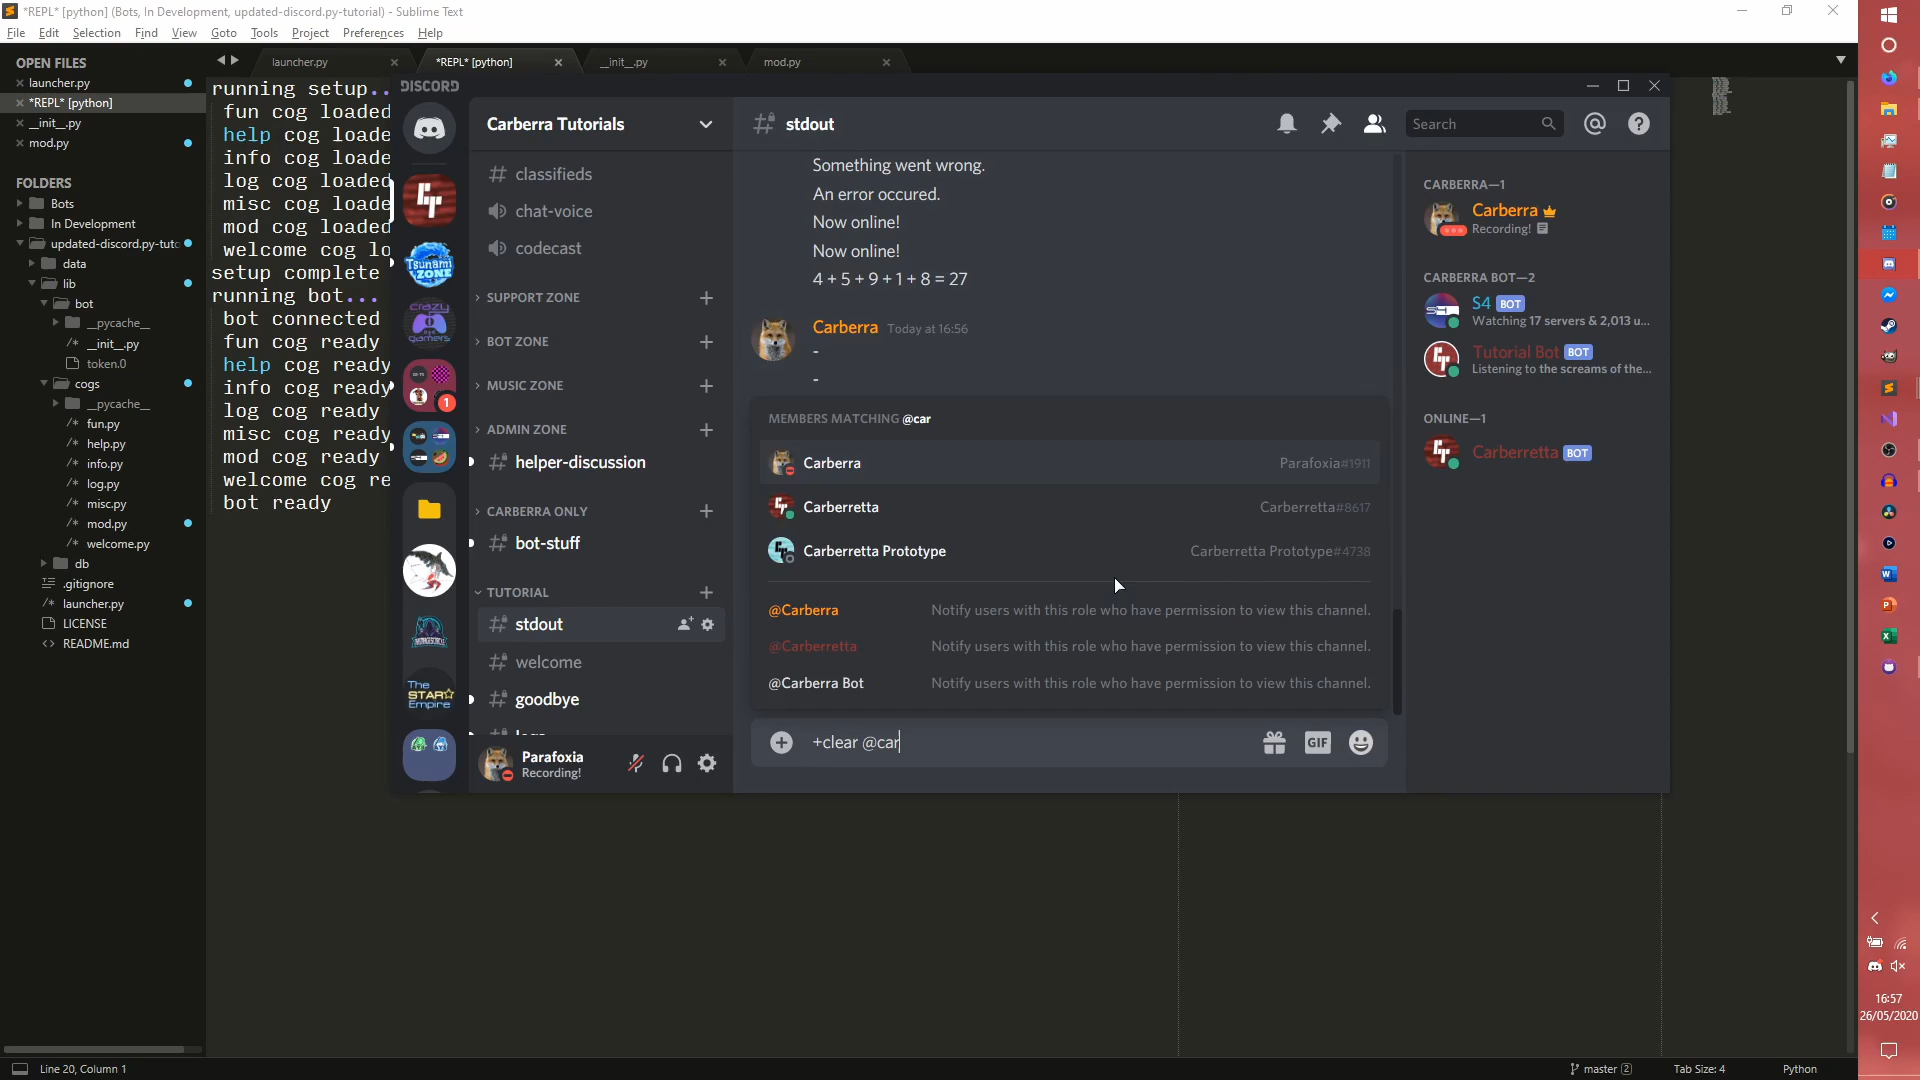 *REPL* [python] (Bots, In Development, updated-discord.py-tutorial) - Sublime Text
File Edit Selection Find View Goto Tools Project Preferences Help
OPEN FILES
launcher.py
*REPL* [python]
__init__.py
mod.py
FOLDERS
Bots
In Development
updated-discord.py-tuto
data
lib
bot
__pycache__
__init__.py
token.0
cogs
__pycache__
fun.py
help.py
info.py
log.py
misc.py
mod.py
welcome.py
db
.gitignore
launcher.py
LICENSE
README.md
launcher.py
*REPL* [python]
__init__.py
mod.py
running setup..
fun cog loaded
help cog loade
info cog loade
log cog loaded
misc cog loade
mod cog loaded
welcome cog lo
setup complete
running bot...
bot connected
fun cog ready
help cog ready
info cog ready
log cog ready
misc cog ready
mod cog ready
welcome cog re
bot ready
DISCORD
Tsunami ZONE
crazy gamers
1
The STAR Empire
Carberra Tutorials
classifieds
chat-voice
codecast
SUPPORT ZONE
BOT ZONE
MUSIC ZONE
ADMIN ZONE
helper-discussion
CARBERRA ONLY
bot-stuff
TUTORIAL
stdout
welcome
goodbye
Parafoxia
Recording!
stdout
Search
Something went wrong.
An error occured.
Now online!
Now online!
4 + 5 + 9 + 1 + 8 = 27
Carberra Today at 16:56
-
-
MEMBERS MATCHING @car
Carberra Parafoxia#1911
Carberretta Carberretta#8617
Carberretta Prototype Carberretta Prototype#4738
@Carberra Notify users with this role who have permission to view this channel.
@Carberretta Notify users with this role who have permission to view this channel.
@Carberra Bot Notify users with this role who have permission to view this channel.
+clear @car
GIF
CARBERRA—1
Carberra
Recording!
CARBERRA BOT—2
S4 BOT
Watching 17 servers & 2,013 u...
Tutorial Bot BOT
Listening to the screams of the...
ONLINE—1
Carberretta BOT
16:57
26/05/2020
Line 20, Column 1
master 2
Tab Size: 4
Python